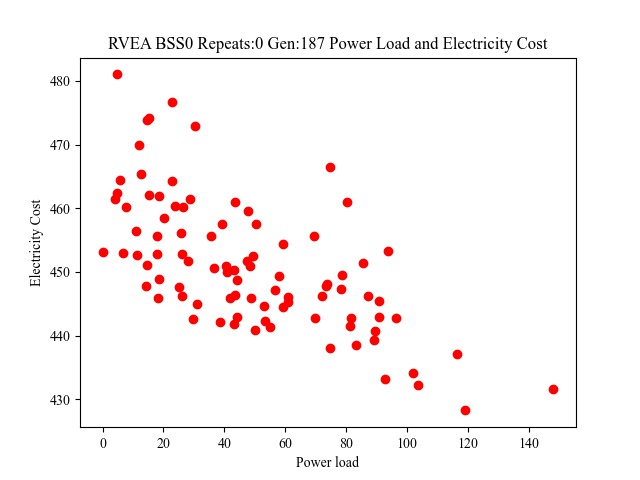 RVEA BSS0 Repeats:0 Gen:187 Power Load and Electricity Cost
480
470
460
450
440
430
Electricity Cost
0 20 40 60 80 100 120 140
Power load